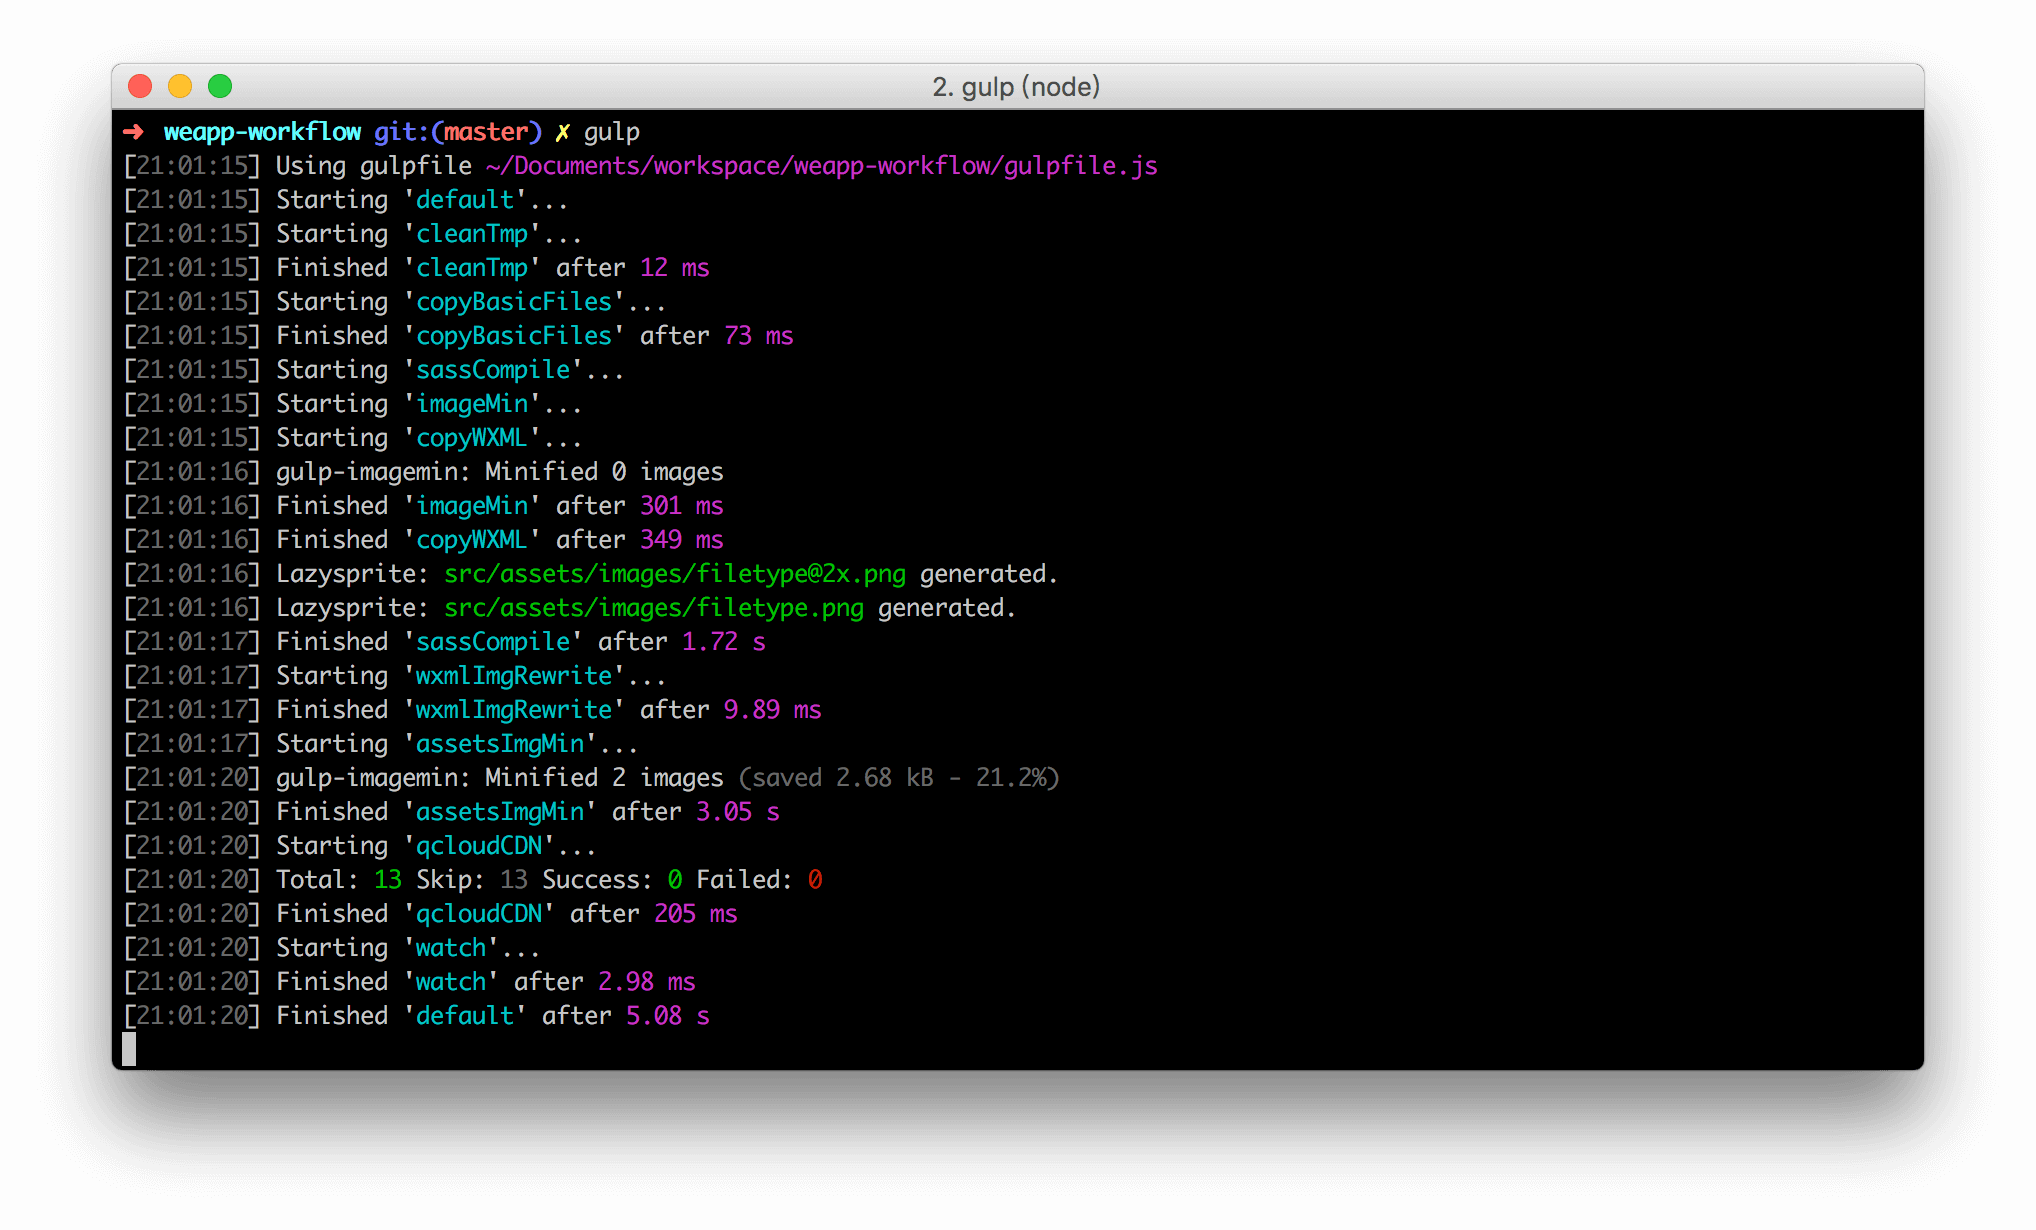 2. gulp (node)
➜ weapp-workflow git:(master) ✗ gulp
[21:01:15] Using gulpfile ~/Documents/workspace/weapp-workflow/gulpfile.js
[21:01:15] Starting 'default'...
[21:01:15] Starting 'cleanTmp'...
[21:01:15] Finished 'cleanTmp' after 12 ms
[21:01:15] Starting 'copyBasicFiles'...
[21:01:15] Finished 'copyBasicFiles' after 73 ms
[21:01:15] Starting 'sassCompile'...
[21:01:15] Starting 'imageMin'...
[21:01:15] Starting 'copyWXML'...
[21:01:16] gulp-imagemin: Minified 0 images
[21:01:16] Finished 'imageMin' after 301 ms
[21:01:16] Finished 'copyWXML' after 349 ms
[21:01:16] Lazysprite: src/assets/images/filetype@2x.png generated.
[21:01:16] Lazysprite: src/assets/images/filetype.png generated.
[21:01:17] Finished 'sassCompile' after 1.72 s
[21:01:17] Starting 'wxmlImgRewrite'...
[21:01:17] Finished 'wxmlImgRewrite' after 9.89 ms
[21:01:17] Starting 'assetsImgMin'...
[21:01:20] gulp-imagemin: Minified 2 images (saved 2.68 kB - 21.2%)
[21:01:20] Finished 'assetsImgMin' after 3.05 s
[21:01:20] Starting 'qcloudCDN'...
[21:01:20] Total: 13 Skip: 13 Success: 0 Failed: 0
[21:01:20] Finished 'qcloudCDN' after 205 ms
[21:01:20] Starting 'watch'...
[21:01:20] Finished 'watch' after 2.98 ms
[21:01:20] Finished 'default' after 5.08 s